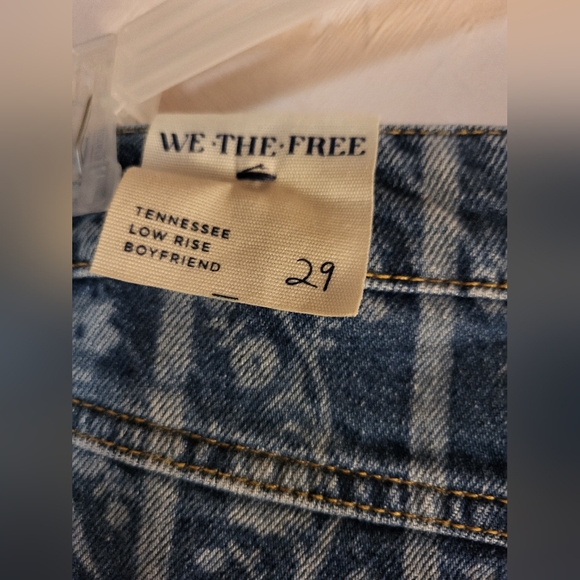 WE·THE·FREE
TENNESSEE
LOW RISE
BOYFRIEND
29